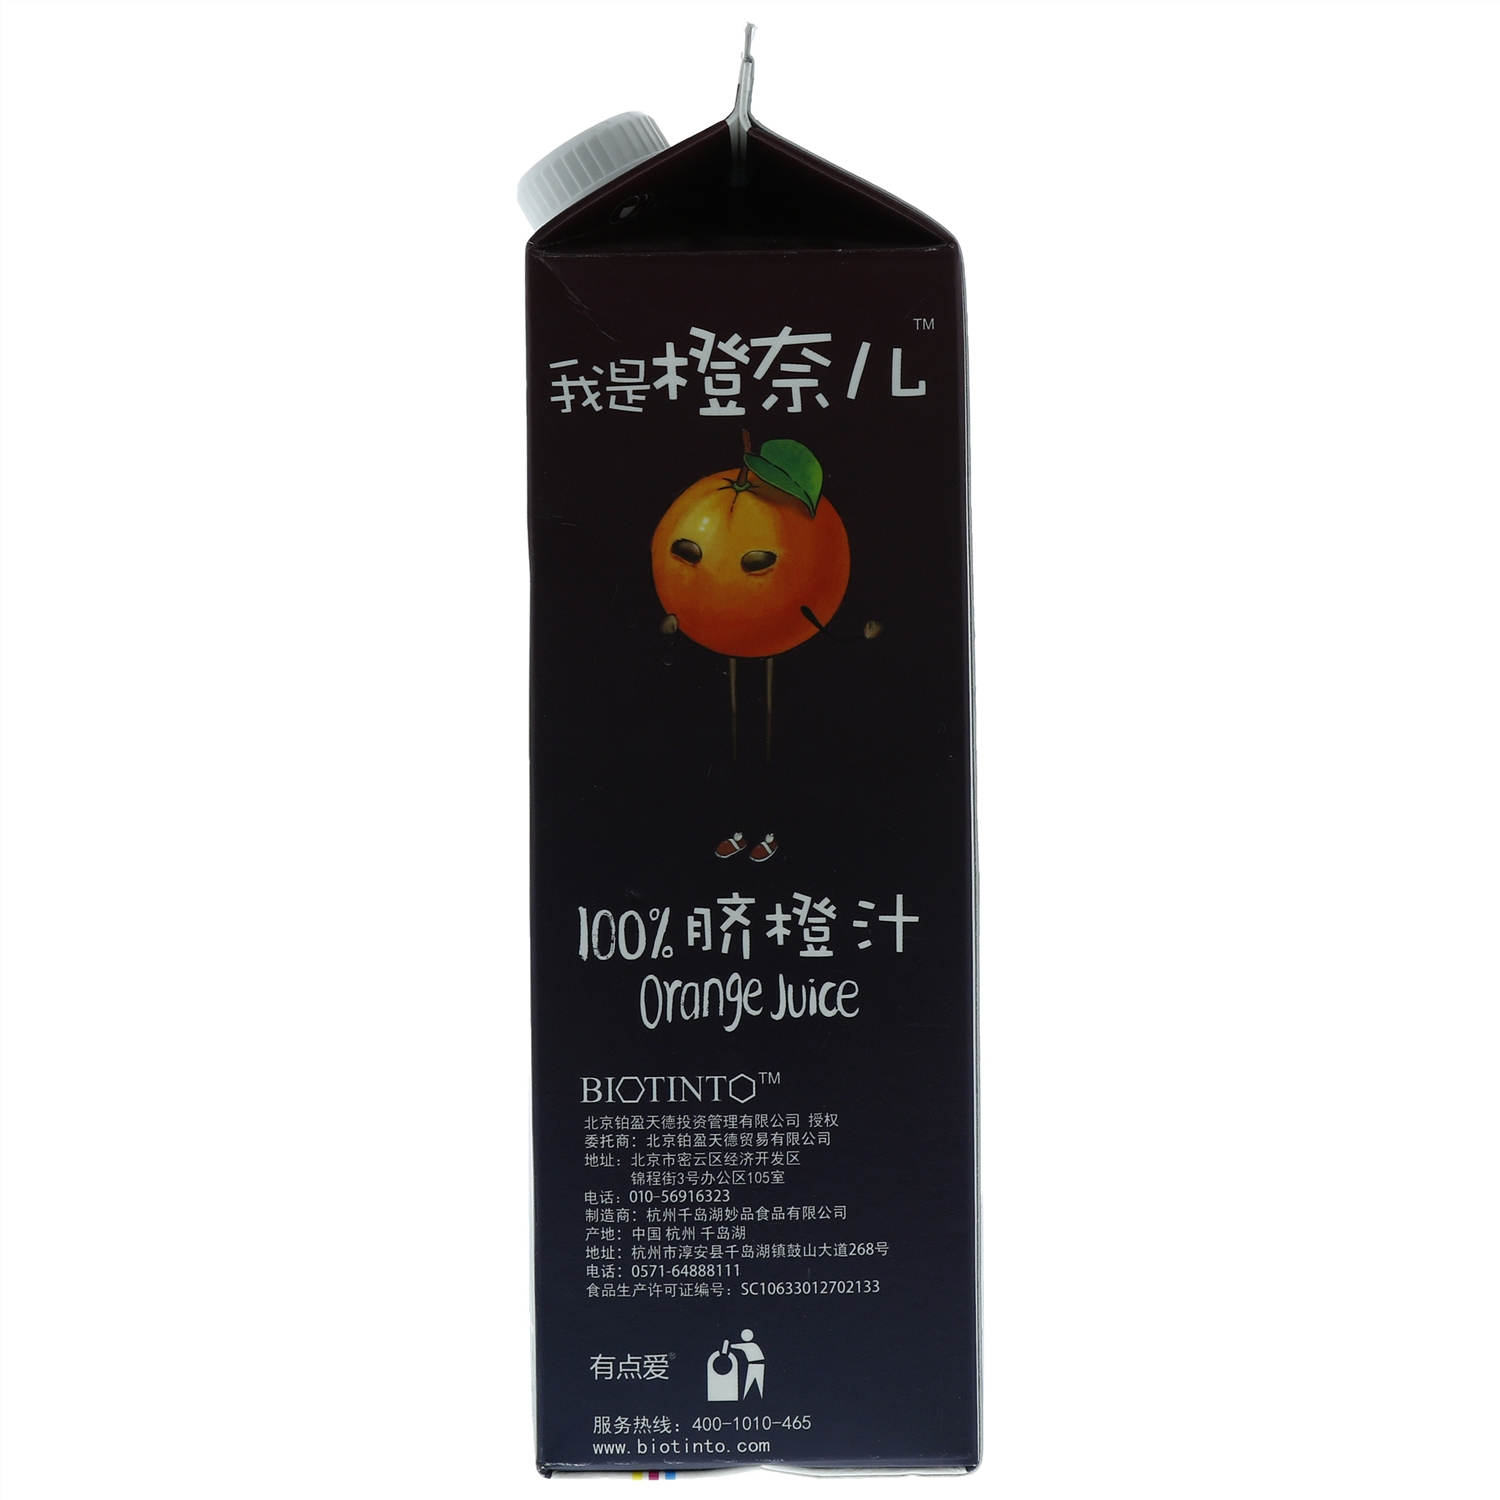 我是橙奈儿™
100%脐橙汁
Orange Juice
BIOTINTO™
北京铂盈天德投资管理有限公司 授权
委托商：北京铂盈天德贸易有限公司
地址：北京市密云区经济开发区
锦程街3号办公区105室
电话：010-56916323
制造商：杭州千岛湖妙品食品有限公司
产地：中国 杭州 千岛湖
地址：杭州市淳安县千岛湖镇鼓山大道268号
电话：0571-64888111
食品生产许可证编号：SC10633012702133
有点爱®
服务热线：400-1010-465
www.biotinto.com